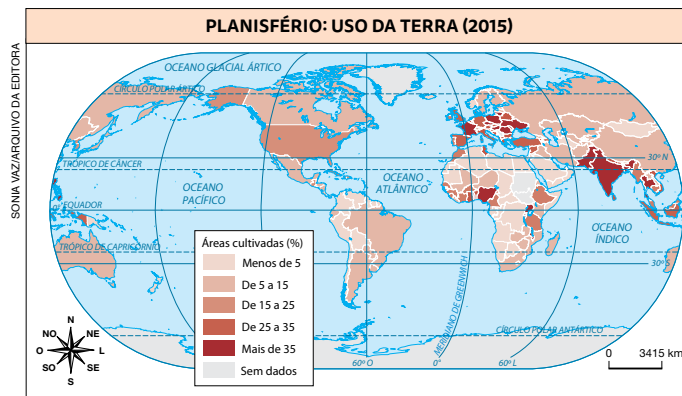 PLANISFÉRIO: USO DA TERRA (2015)
SONIA VAZ/ARQUIVO DA EDITORA
OCEANO GLACIAL ÁRTICO
CÍRCULO POLAR ÁRTICO
TRÓPICO DE CÂNCER
30º N
OCEANO
PACÍFICO
OCEANO
ATLÂNTICO
EQUADOR
0º
OCEANO
ÍNDICO
TRÓPICO DE CAPRICÓRNIO
30º S
MERIDIANO DE GREENWICH
CÍRCULO POLAR ANTÁRTICO
Áreas cultivadas (%)
Menos de 5
De 5 a 15
De 15 a 25
De 25 a 35
Mais de 35
Sem dados
N
NO
NE
O
L
SO
SE
S
60º O
0º
60º L
0
3415 km